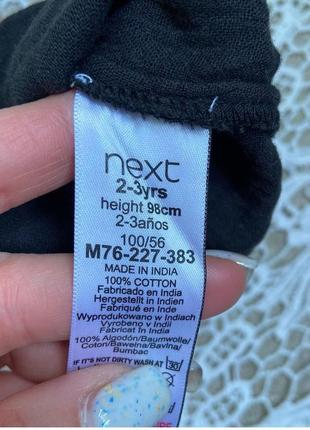 next
2-3yrs
height 98cm
2-3años
100/56
M76-227-383
MADE IN INDIA
100% COTTON
Fabricado en India
Hergestellt in Indien
Fabriqué en Inde
Wyprodukowano w Indiach
Vyrobeno v Indii
Fabricat in India
100% Algodón/Baumwolle/
Coton/Bawełna/Bavlna/
Bumbac
IF IT'S NOT DIRTY WASH AT 30